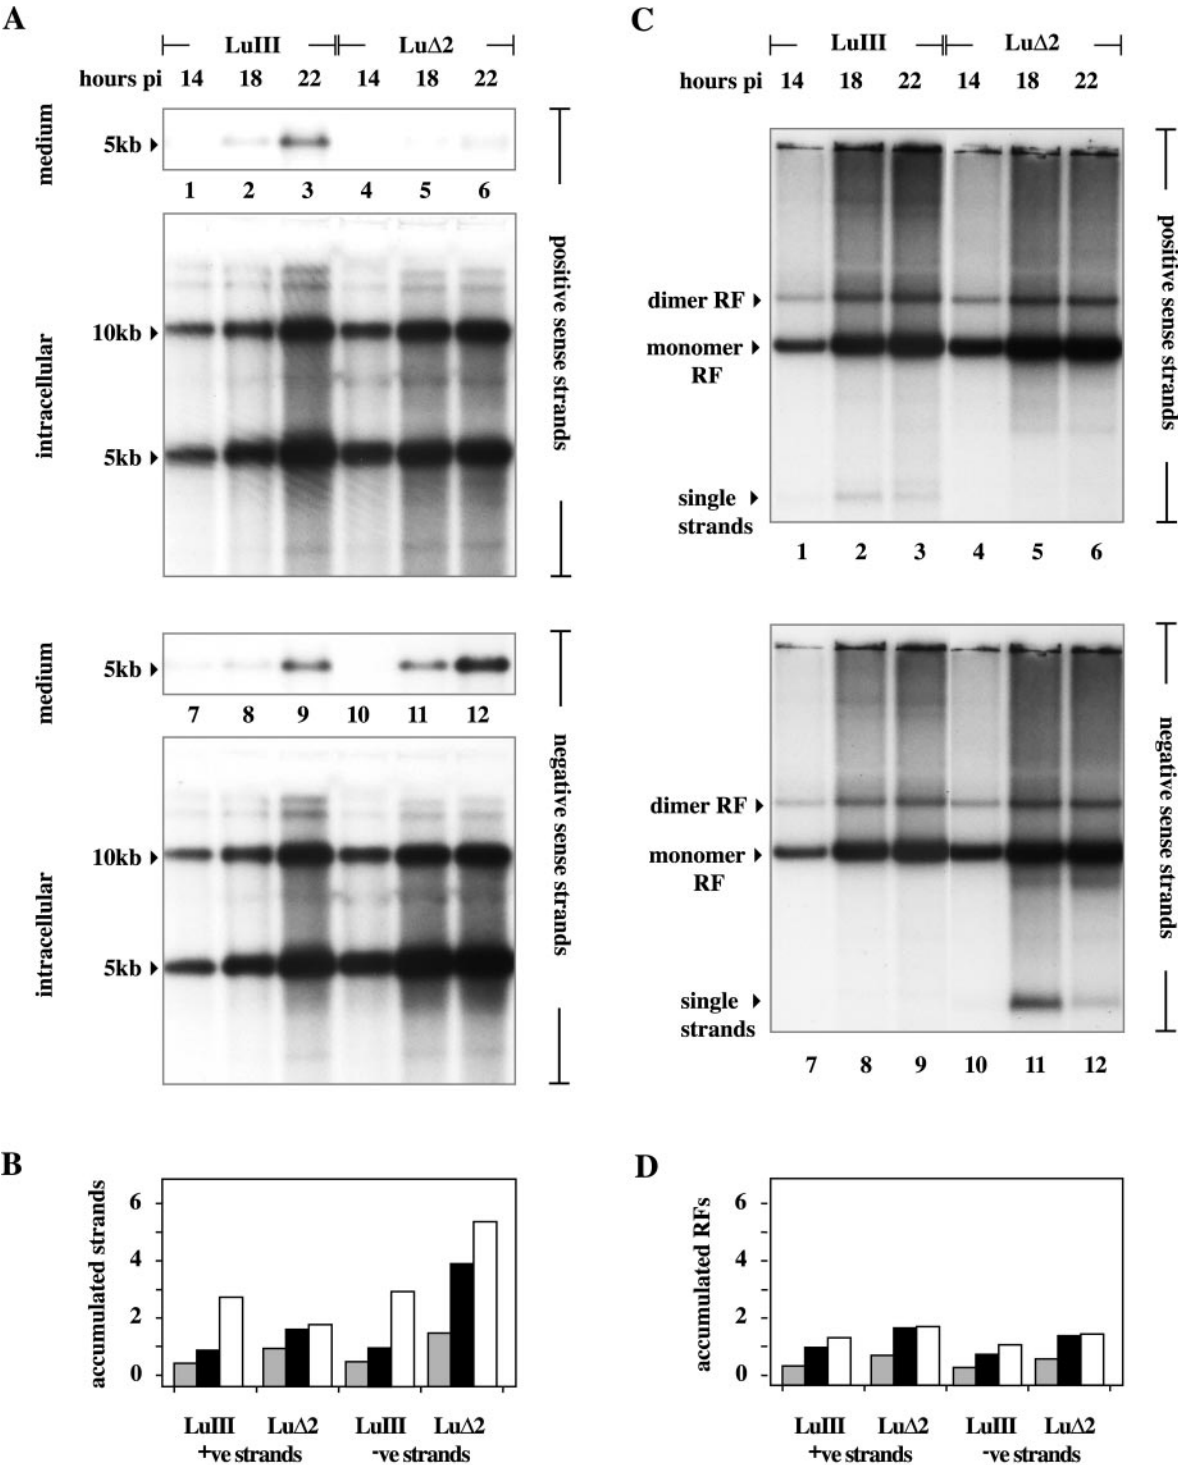 A
LuIII LuΔ2
hours pi 14 18 22 14 18 22
medium
5kb
1 2 3 4 5 6
intracellular
10kb
5kb
positive sense strands
medium
5kb
7 8 9 10 11 12
intracellular
10kb
5kb
negative sense strands
B
accumulated strands
6
4
2
0
LuIII LuΔ2 LuIII LuΔ2
+ve strands -ve strands
C
LuIII LuΔ2
hours pi 14 18 22 14 18 22
dimer RF
monomer
RF
single
strands
positive sense strands
1 2 3 4 5 6
dimer RF
monomer
RF
single
strands
negative sense strands
7 8 9 10 11 12
D
accumulated RFs
6
4
2
0
LuIII LuΔ2 LuIII LuΔ2
+ve strands -ve strands